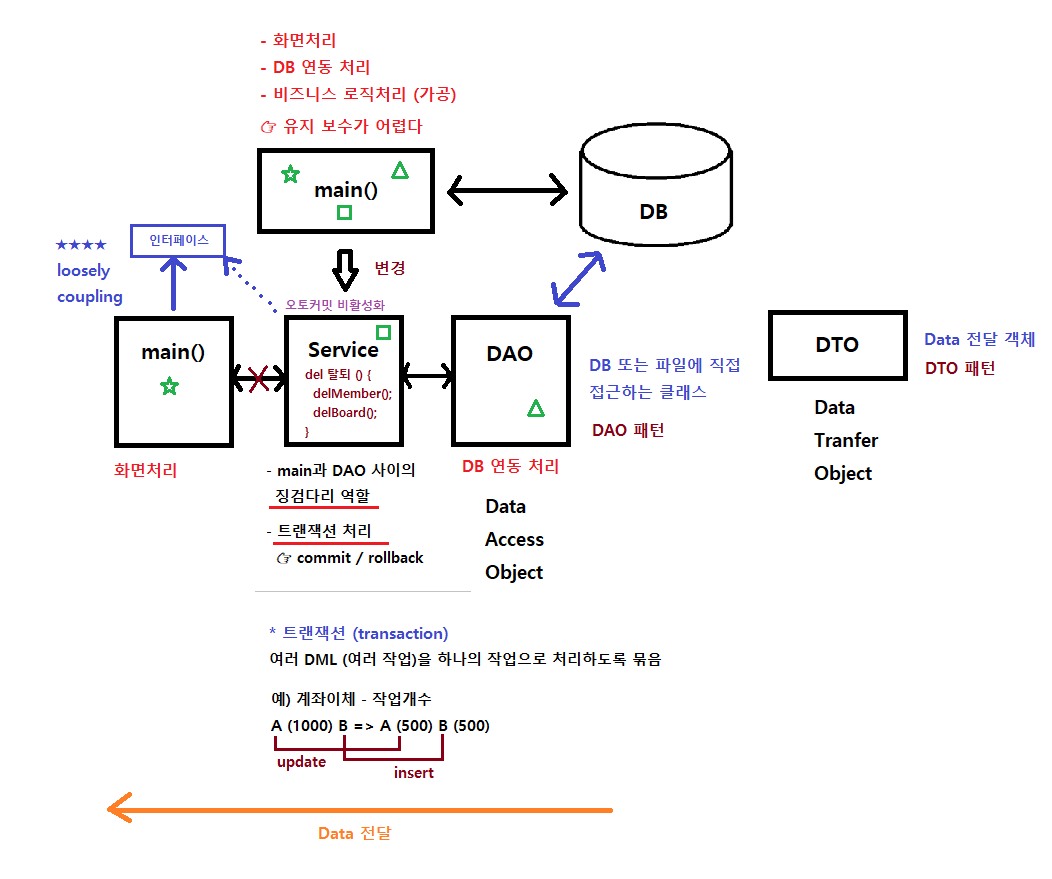 - 화면처리
- DB 연동 처리
- 비즈니스 로직처리 (가공)
☞ 유지 보수가 어렵다
main()
DB
변경
인터페이스
★★★★
loosely
coupling
main()
화면처리
오토커밋 비활성화
Service
del 탈퇴 () {
delMember();
delBoard();
}
- main과 DAO 사이의
징검다리 역할
- 트랜잭션 처리
☞ commit / rollback
DAO
DB 연동 처리
Data
Access
Object
DB 또는 파일에 직접
접근하는 클래스
DAO 패턴
DTO
Data
Tranfer
Object
Data 전달 객체
DTO 패턴
* 트랜잭션 (transaction)
여러 DML (여러 작업)을 하나의 작업으로 처리하도록 묶음
예) 계좌이체 - 작업개수
A (1000) B => A (500) B (500)
update
insert
Data 전달